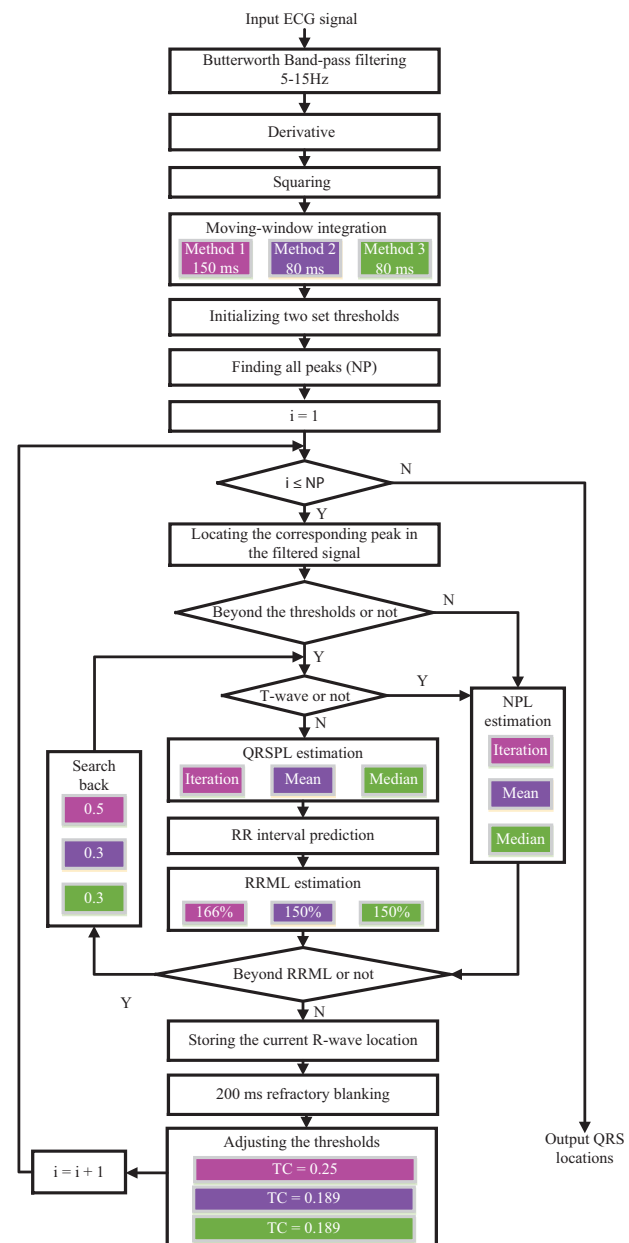 Input ECG signal
Butterworth Band-pass filtering
5-15Hz
Derivative
Squaring
Moving-window integration
Method 1
150 ms
Method 2
80 ms
Method 3
80 ms
Initializing two set thresholds
Finding all peaks (NP)
i = 1
i ≤ NP
N
Y
Locating the corresponding peak in
the filtered signal
Beyond the thresholds or not
N
Y
T-wave or not
Y
N
NPL
estimation
Iteration
Mean
Median
QRSPL estimation
Iteration
Mean
Median
Search
back
0.5
0.3
0.3
RR interval prediction
RRML estimation
166%
150%
150%
Beyond RRML or not
Y
N
Storing the current R-wave location
200 ms refractory blanking
Adjusting the thresholds
TC = 0.25
TC = 0.189
TC = 0.189
i = i + 1
Output QRS
locations